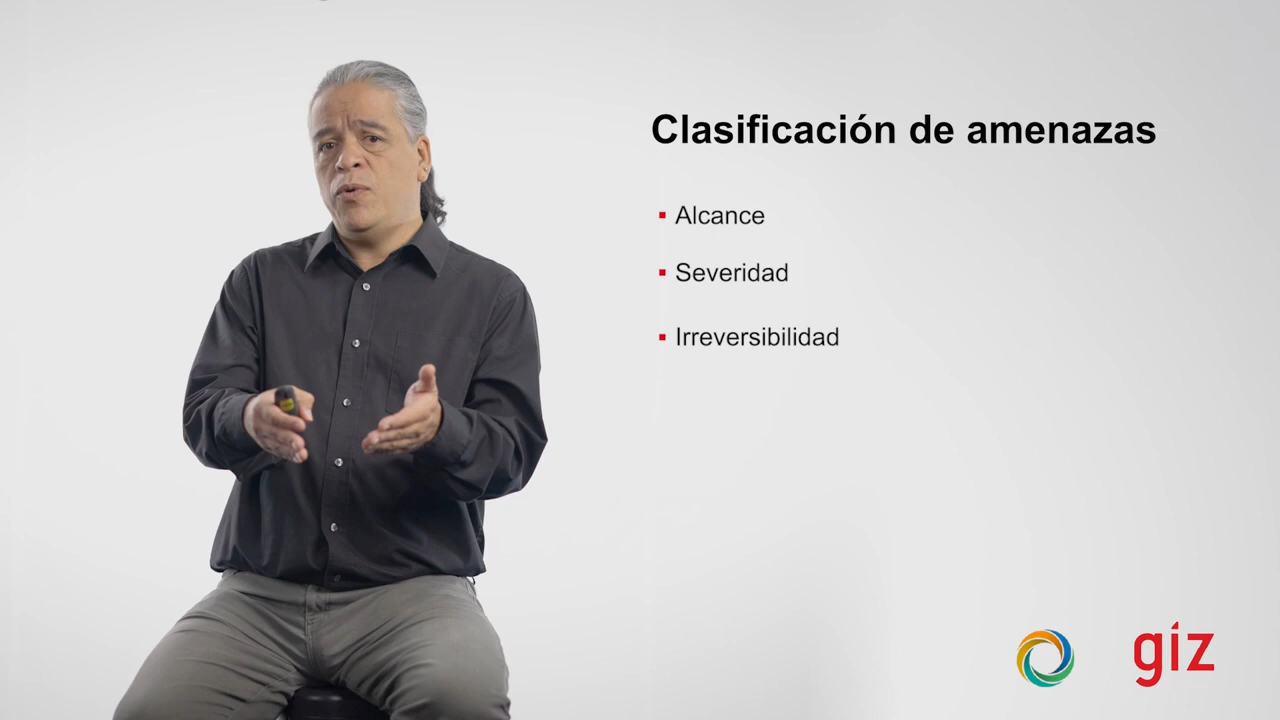 Clasificación de amenazas
Alcance
Severidad
Irreversibilidad
giz